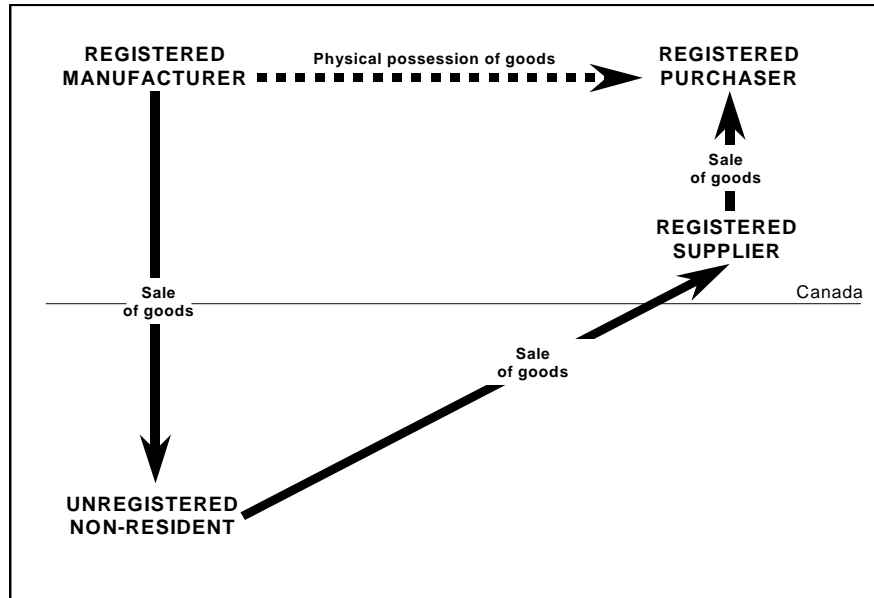 REGISTERED
MANUFACTURER
Physical possession of goods
REGISTERED
PURCHASER
Sale
of goods
REGISTERED
SUPPLIER
Canada
Sale
of goods
Sale
of goods
UNREGISTERED
NON-RESIDENT